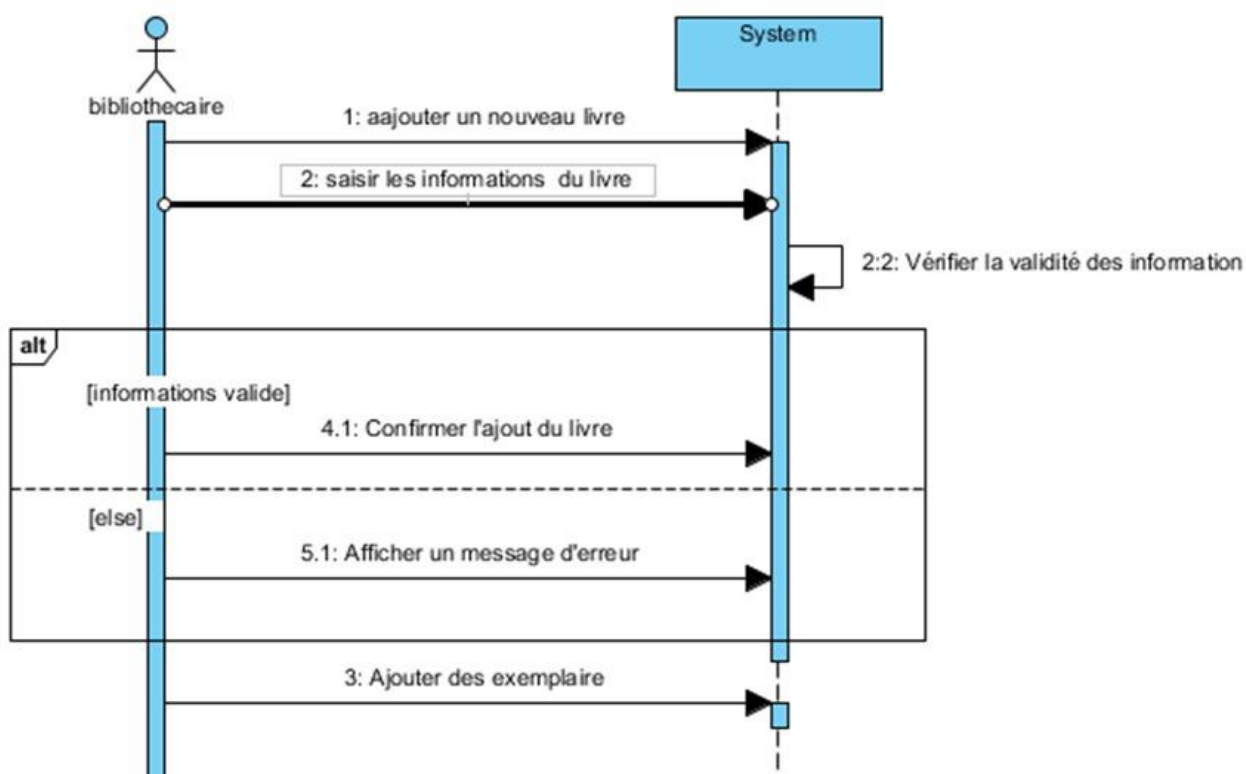 System
bibliothecaire
1: aajouter un nouveau livre
2: saisir les informations du livre
2:2: Vérifier la validité des information
alt
[informations valide]
4.1: Confirmer l'ajout du livre
[else]
5.1: Afficher un message d'erreur
3: Ajouter des exemplaire